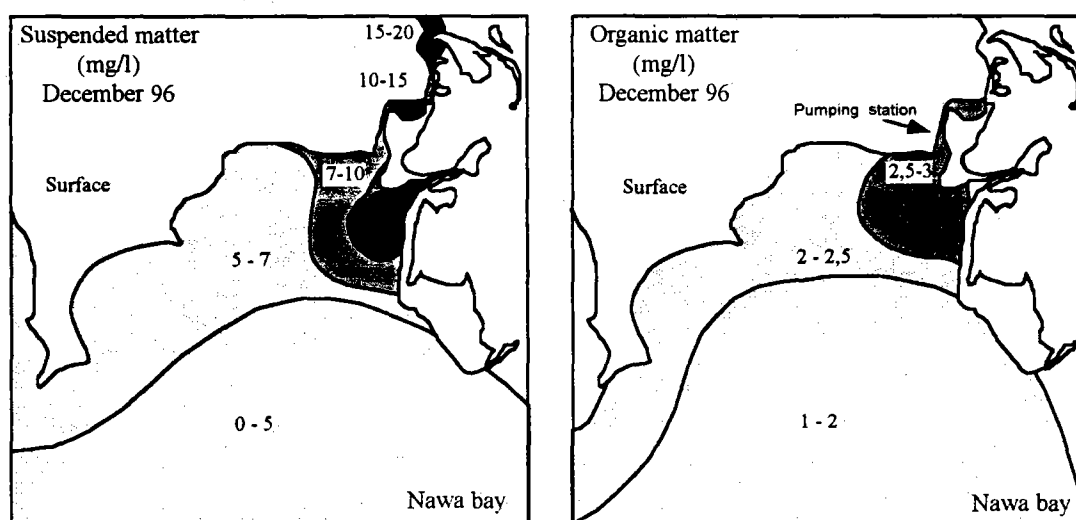 Suspended matter
(mg/l)
December 96
15-20
10-15
7-10
Surface
5 - 7
0 - 5
Nawa bay
Organic matter
(mg/l)
December 96
Pumping station
2,5-3
Surface
2 - 2,5
1 - 2
Nawa bay